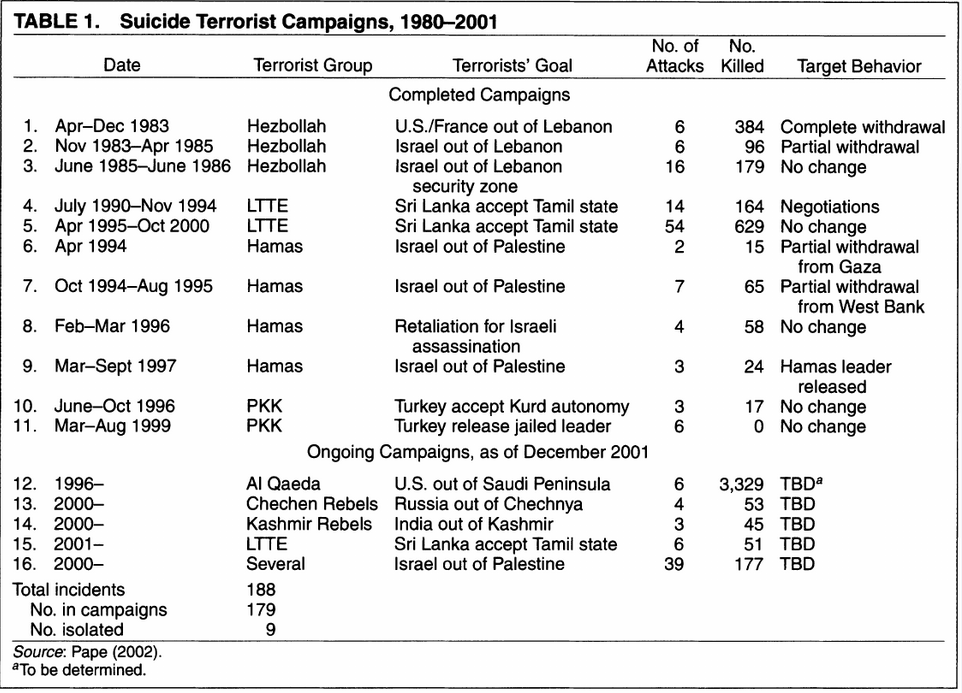 TABLE 1. Suicide Terrorist Campaigns, 1980–2001
No. of No.
Date Terrorist Group Terrorists' Goal Attacks Killed Target Behavior
Completed Campaigns
1. Apr–Dec 1983 Hezbollah U.S./France out of Lebanon 6 384 Complete withdrawal
2. Nov 1983–Apr 1985 Hezbollah Israel out of Lebanon 6 96 Partial withdrawal
3. June 1985–June 1986 Hezbollah Israel out of Lebanon 16 179 No change
security zone
4. July 1990–Nov 1994 LTTE Sri Lanka accept Tamil state 14 164 Negotiations
5. Apr 1995–Oct 2000 LTTE Sri Lanka accept Tamil state 54 629 No change
6. Apr 1994 Hamas Israel out of Palestine 2 15 Partial withdrawal
from Gaza
7. Oct 1994–Aug 1995 Hamas Israel out of Palestine 7 65 Partial withdrawal
from West Bank
8. Feb–Mar 1996 Hamas Retaliation for Israeli 4 58 No change
assassination
9. Mar–Sept 1997 Hamas Israel out of Palestine 3 24 Hamas leader
released
10. June–Oct 1996 PKK Turkey accept Kurd autonomy 3 17 No change
11. Mar–Aug 1999 PKK Turkey release jailed leader 6 0 No change
Ongoing Campaigns, as of December 2001
12. 1996– Al Qaeda U.S. out of Saudi Peninsula 6 3,329 TBDa
13. 2000– Chechen Rebels Russia out of Chechnya 4 53 TBD
14. 2000– Kashmir Rebels India out of Kashmir 3 45 TBD
15. 2001– LTTE Sri Lanka accept Tamil state 6 51 TBD
16. 2000– Several Israel out of Palestine 39 177 TBD
Total incidents 188
No. in campaigns 179
No. isolated 9
Source: Pape (2002).
aTo be determined.